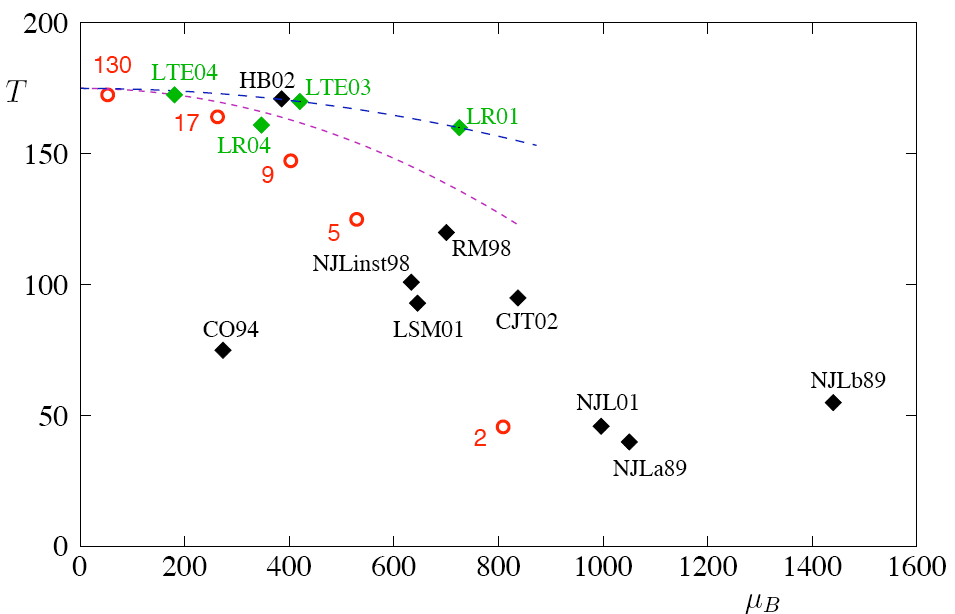 200
T
130
LTE04
HB02
LTE03
17
LR04
LR01
150
9
5
RM98
NJLinst98
100
LSM01
CJT02
CO94
NJLb89
50
NJL01
2
NJLa89
0
0 200 400 600 800 1000 1200 1400 1600
μB